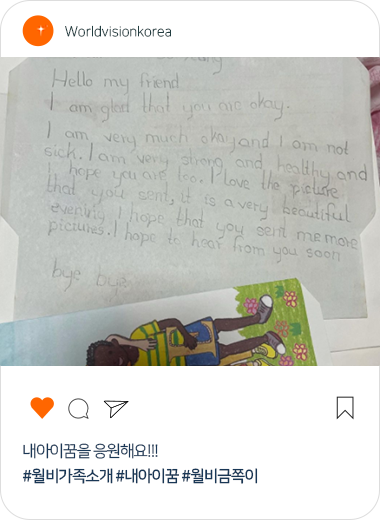 Worldvisionkorea
Hello my friend
I am glad that you are okay.
I am very much okay and I am not
sick. I am very strong and healthy and
I hope you are too. I love the picture
that you sent, it is a very beautiful
evening I hope that you sent me more
pictures. I hope to hear from you soon
bye bye
내아이꿈을 응원해요!!!
#월비가족소개 #내아이꿈 #월비금쪽이